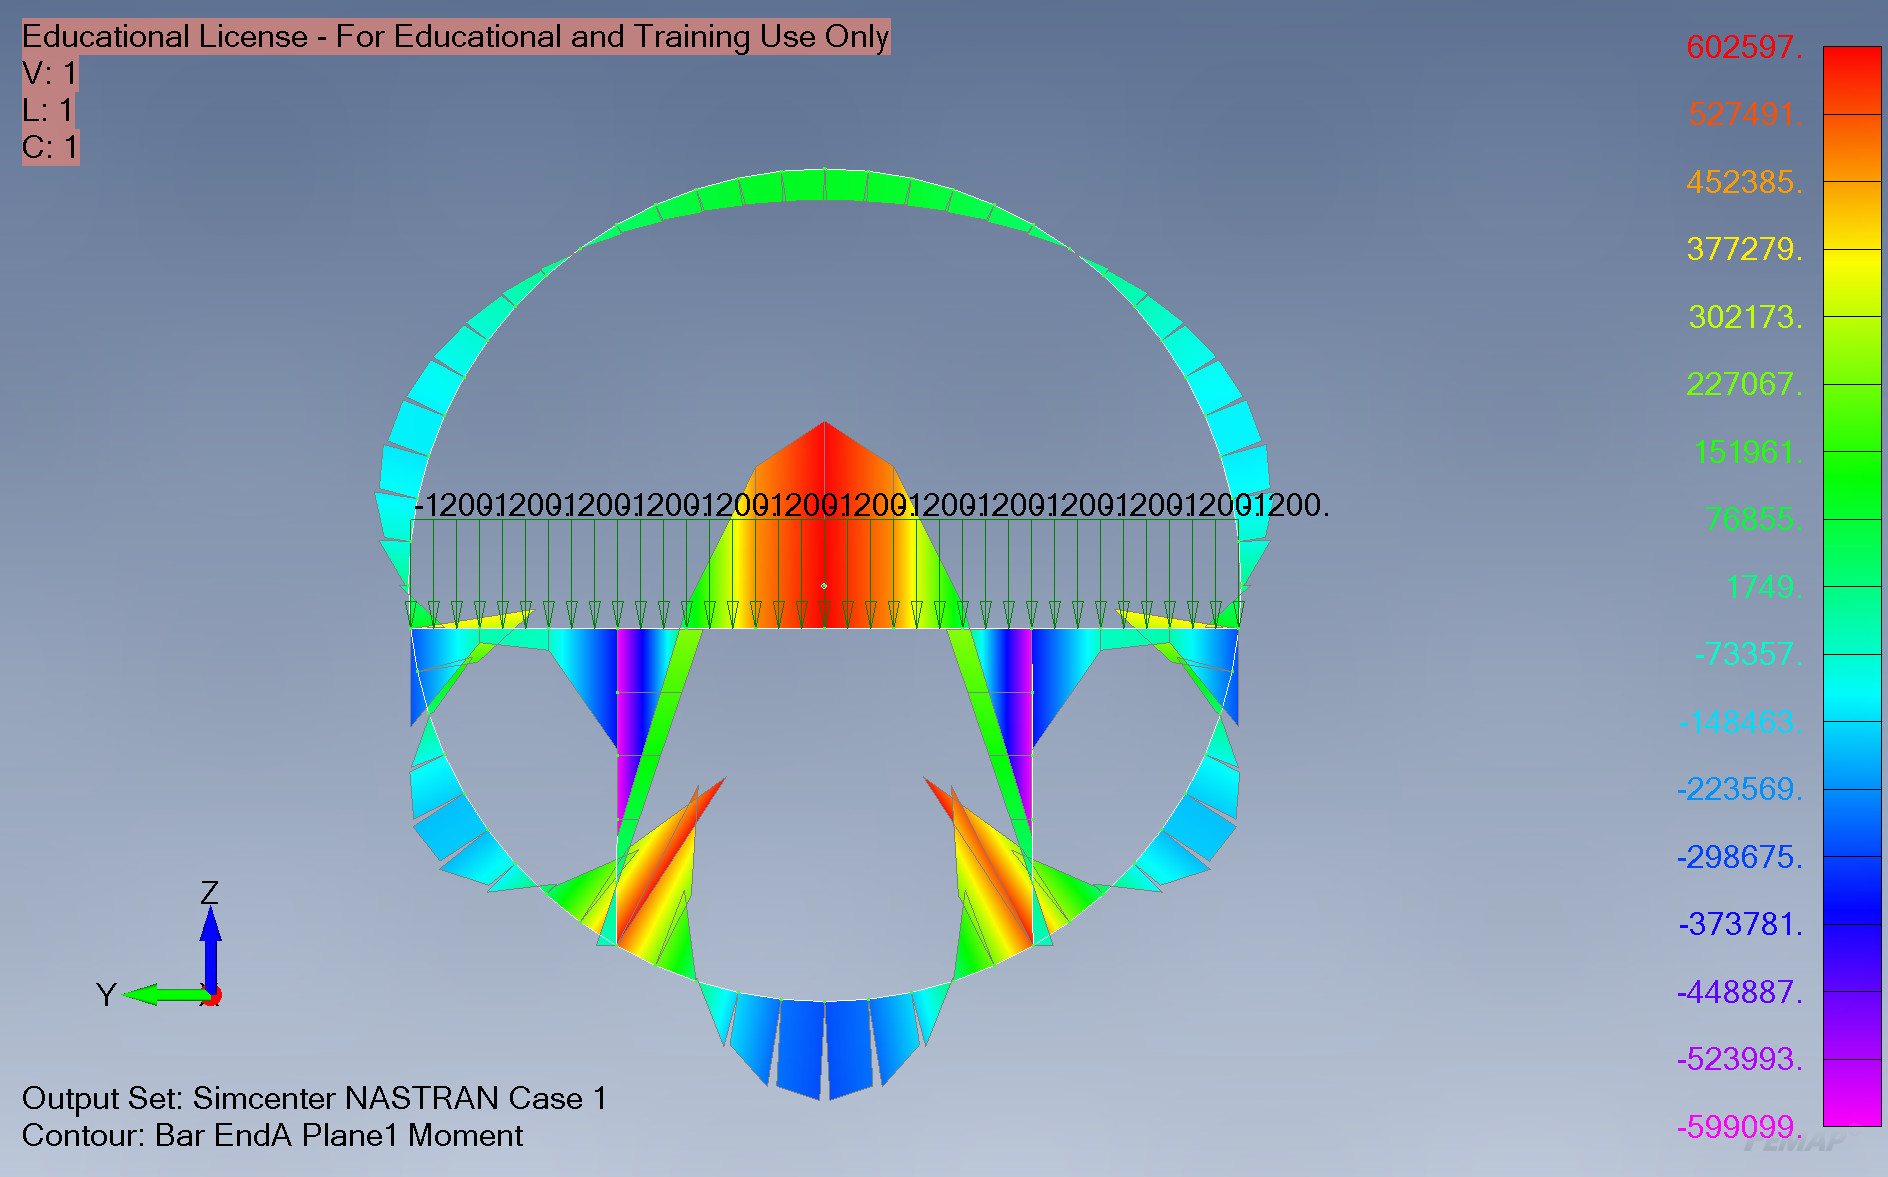 Educational License - For Educational and Training Use Only
V: 1
L: 1
C: 1
602597.
527491.
452385.
377279.
302173.
227067.
151961.
76855.
1749.
-73357.
-148463.
-223569.
-298675.
-373781.
-448887.
-523993.
-599099.
-1200. -1200. -1200. -1200. -1200. -1200. -1200. -1200. -1200. -1200. -1200. -1200. -1200.
Z
Y
X
Output Set: Simcenter NASTRAN Case 1
Contour: Bar EndA Plane1 Moment
FEMAP